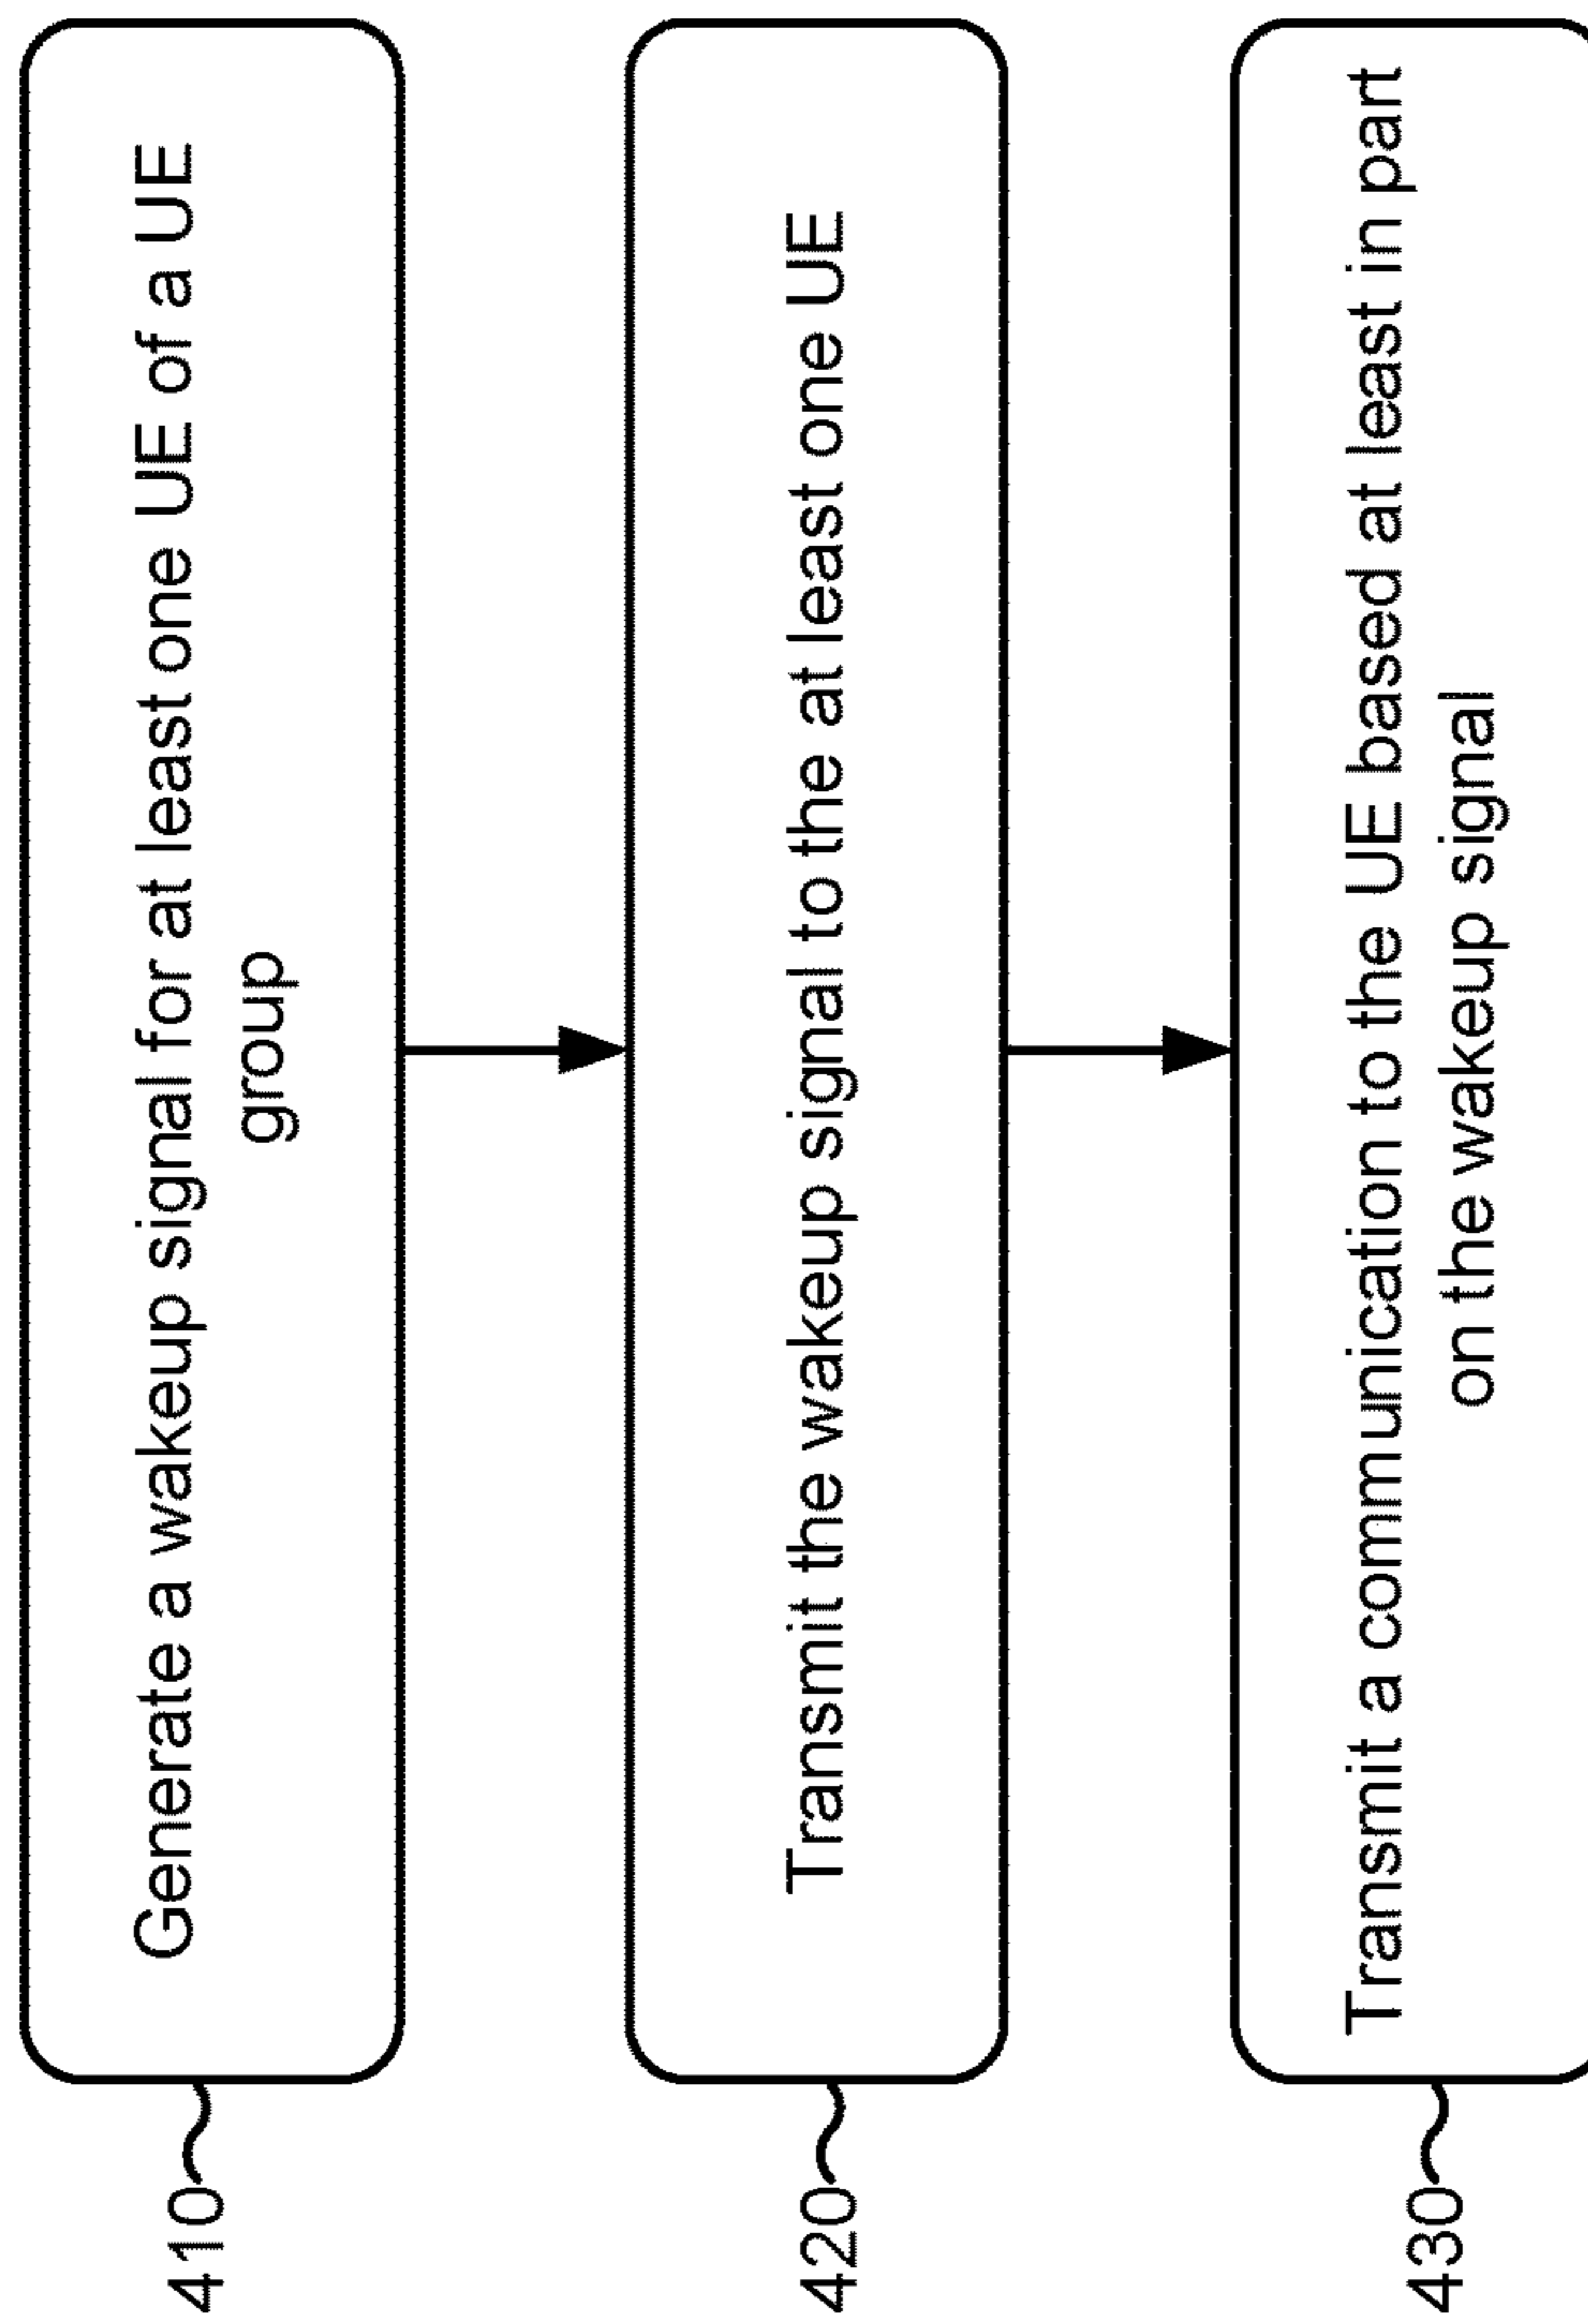 410
Generate a wakeup signal for at least one UE of a UE
group
420
Transmit the wakeup signal to the at least one UE
430
Transmit a communication to the UE based at least in part
on the wakeup signal